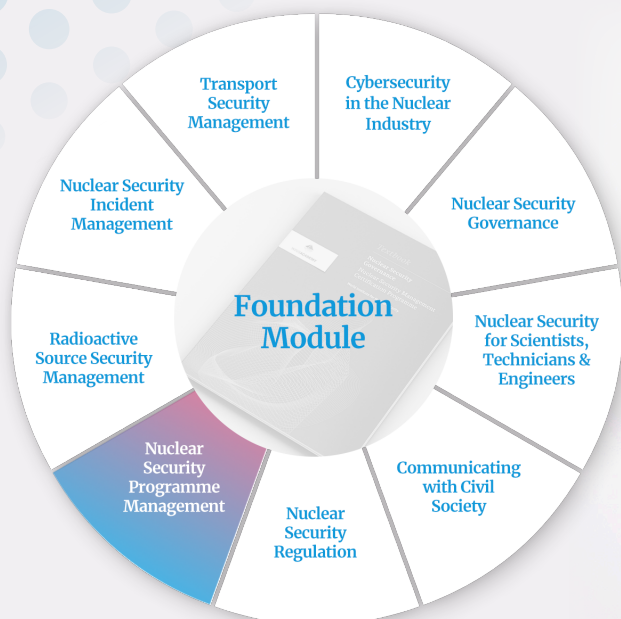 Transport
Security
Management
Cybersecurity
in the Nuclear
Industry
Nuclear Security
Incident
Management
Nuclear Security
Governance
Foundation
Module
Radioactive
Source Security
Management
Nuclear Security
for Scientists,
Technicians &
Engineers
Nuclear
Security
Programme
Management
Communicating
with Civil
Society
Nuclear
Security
Regulation